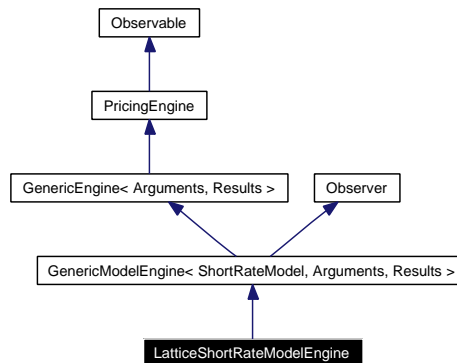 Observable
PricingEngine
GenericEngine< Arguments, Results >
Observer
GenericModelEngine< ShortRateModel, Arguments, Results >
LatticeShortRateModelEngine